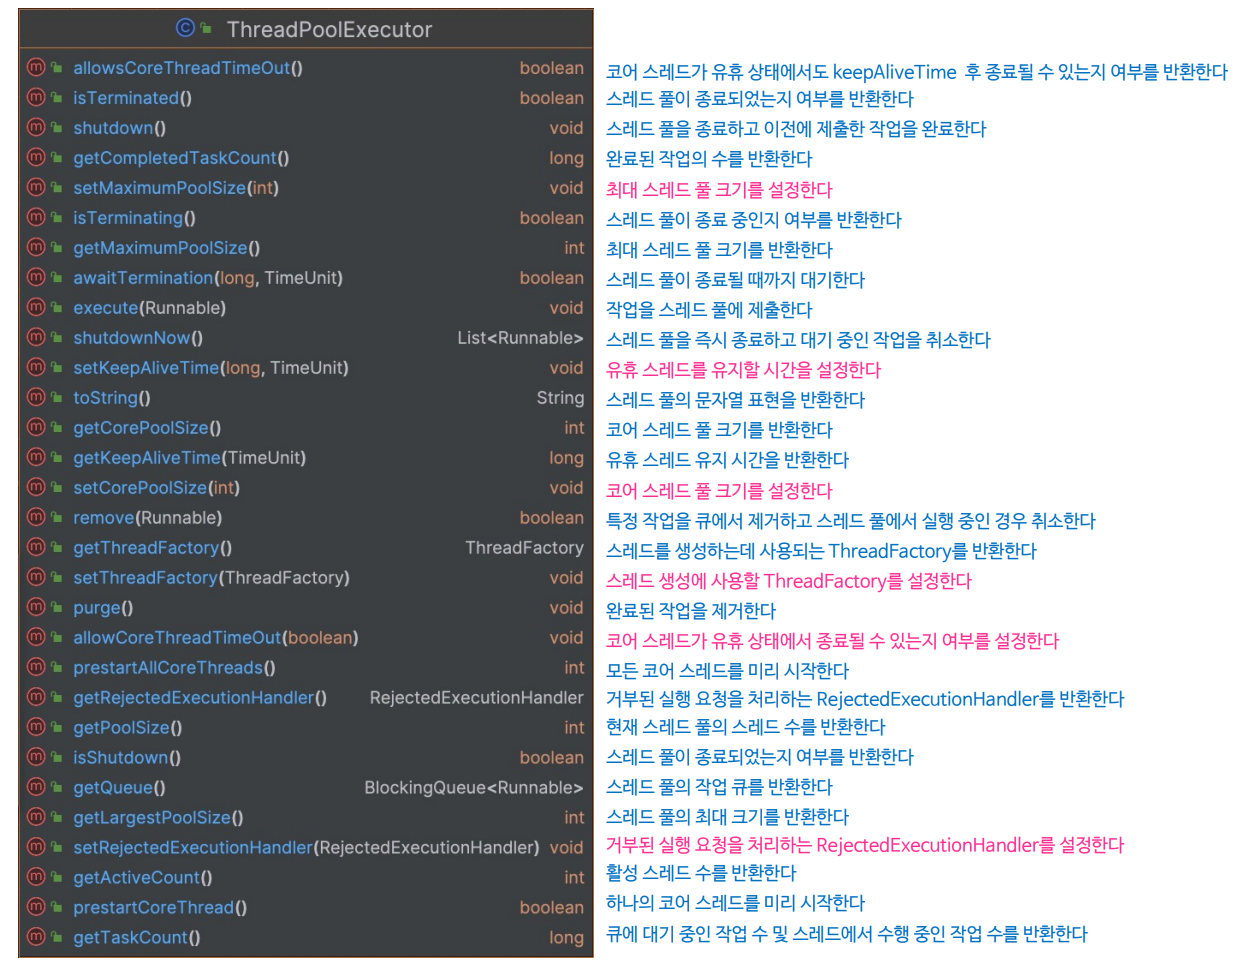 ThreadPoolExecutor
allowsCoreThreadTimeOut() boolean 코어 스레드가 유휴 상태에서도 keepAliveTime 후 종료될 수 있는지 여부를 반환한다
isTerminated() boolean 스레드 풀이 종료되었는지 여부를 반환한다
shutdown() void 스레드 풀을 종료하고 이전에 제출한 작업을 완료한다
getCompletedTaskCount() long 완료된 작업의 수를 반환한다
setMaximumPoolSize(int) void 최대 스레드 풀 크기를 설정한다
isTerminating() boolean 스레드 풀이 종료 중인지 여부를 반환한다
getMaximumPoolSize() int 최대 스레드 풀 크기를 반환한다
awaitTermination(long, TimeUnit) boolean 스레드 풀이 종료될 때까지 대기한다
execute(Runnable) void 작업을 스레드 풀에 제출한다
shutdownNow() List<Runnable> 스레드 풀을 즉시 종료하고 대기 중인 작업을 취소한다
setKeepAliveTime(long, TimeUnit) void 유휴 스레드를 유지할 시간을 설정한다
toString() String 스레드 풀의 문자열 표현을 반환한다
getCorePoolSize() int 코어 스레드 풀 크기를 반환한다
getKeepAliveTime(TimeUnit) long 유휴 스레드 유지 시간을 반환한다
setCorePoolSize(int) void 코어 스레드 풀 크기를 설정한다
remove(Runnable) boolean 특정 작업을 큐에서 제거하고 스레드 풀에서 실행 중인 경우 취소한다
getThreadFactory() ThreadFactory 스레드를 생성하는데 사용되는 ThreadFactory를 반환한다
setThreadFactory(ThreadFactory) void 스레드 생성에 사용할 ThreadFactory를 설정한다
purge() void 완료된 작업을 제거한다
allowCoreThreadTimeOut(boolean) void 코어 스레드가 유휴 상태에서 종료될 수 있는지 여부를 설정한다
prestartAllCoreThreads() int 모든 코어 스레드를 미리 시작한다
getRejectedExecutionHandler() RejectedExecutionHandler 거부된 실행 요청을 처리하는 RejectedExecutionHandler를 반환한다
getPoolSize() int 현재 스레드 풀의 스레드 수를 반환한다
isShutdown() boolean 스레드 풀이 종료되었는지 여부를 반환한다
getQueue() BlockingQueue<Runnable> 스레드 풀의 작업 큐를 반환한다
getLargestPoolSize() int 스레드 풀의 최대 크기를 반환한다
setRejectedExecutionHandler(RejectedExecutionHandler) void 거부된 실행 요청을 처리하는 RejectedExecutionHandler를 설정한다
getActiveCount() int 활성 스레드 수를 반환한다
prestartCoreThread() boolean 하나의 코어 스레드를 미리 시작한다
getTaskCount() long 큐에 대기 중인 작업 수 및 스레드에서 수행 중인 작업 수를 반환한다